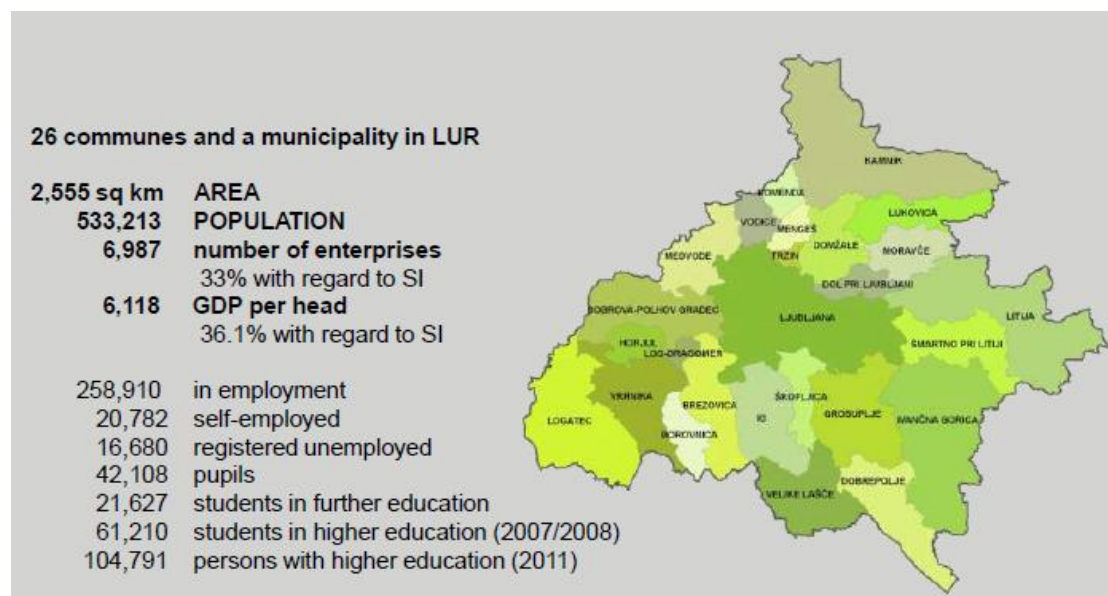 26 communes and a municipality in LUR
2,555 sq km AREA
533,213 POPULATION
6,987 number of enterprises
33% with regard to SI
6,118 GDP per head
36.1% with regard to SI
258,910 in employment
20,782 self-employed
16,680 registered unemployed
42,108 pupils
21,627 students in further education
61,210 students in higher education (2007/2008)
104,791 persons with higher education (2011)
KAMNIK
KOMENDA
LUKOVICA
VODICE
MENGEŠ
DOMŽALE
MORAVČE
MEDVODE
TRZIN
DOL PRI LJUBLJANI
DOBROVA-POLHOV GRADEC
LJUBLJANA
LITIJA
HORJUL
LOG-DRAGOMER
ŠMARTNO PRI LITIJI
VRHNIKA
BREZOVICA
ŠKOFLJICA
LOGATEC
IG
GROSUPLJE
IVANČNA GORICA
BOROVNICA
DOBREPOLJE
VELIKE LAŠČE